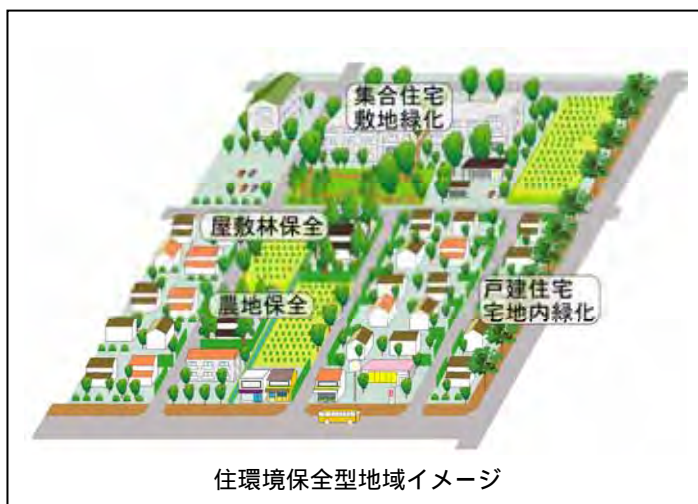 集合住宅
敷地緑化
屋敷林保全
農地保全
戸建住宅
宅地内緑化
住環境保全型地域イメージ